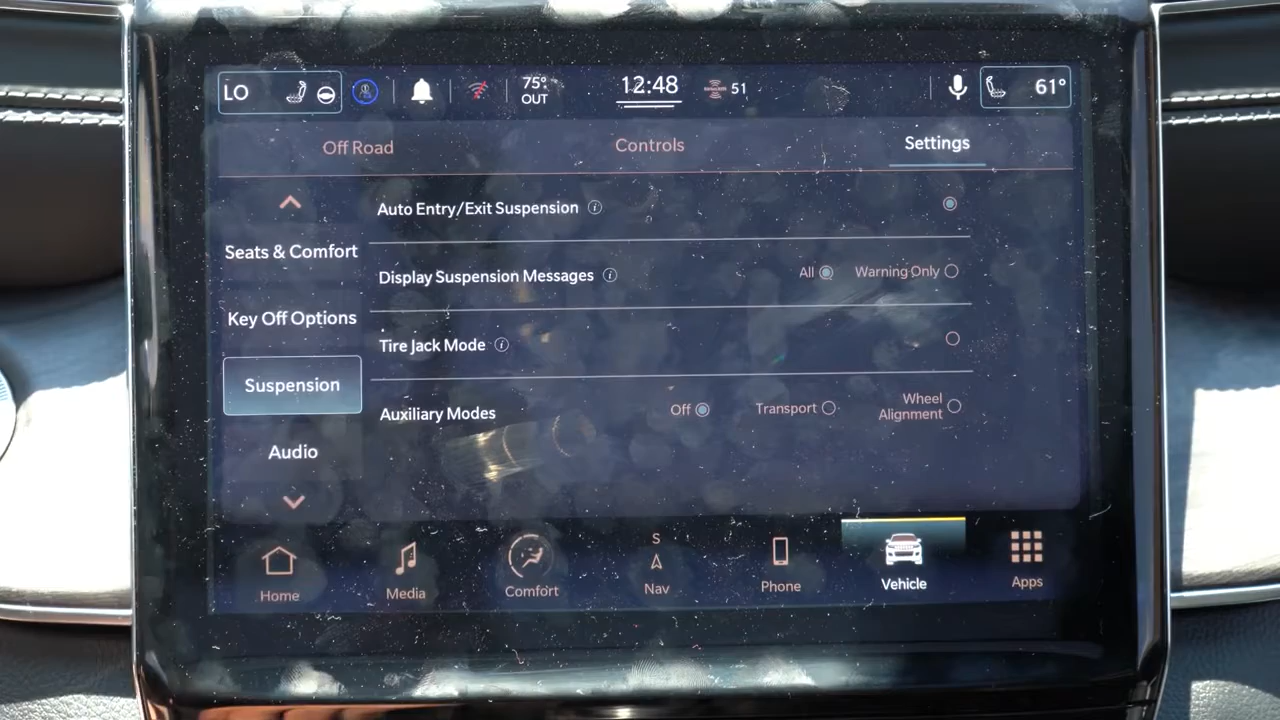 LO
75°
OUT
12:48
51
61°
Off Road
Controls
Settings
Auto Entry/Exit Suspension
Seats & Comfort
Display Suspension Messages
All
Warning Only
Key Off Options
Tire Jack Mode
Suspension
Auxiliary Modes
Off
Transport
Wheel
Alignment
Audio
S
Home
Media
Comfort
Nav
Phone
Vehicle
Apps